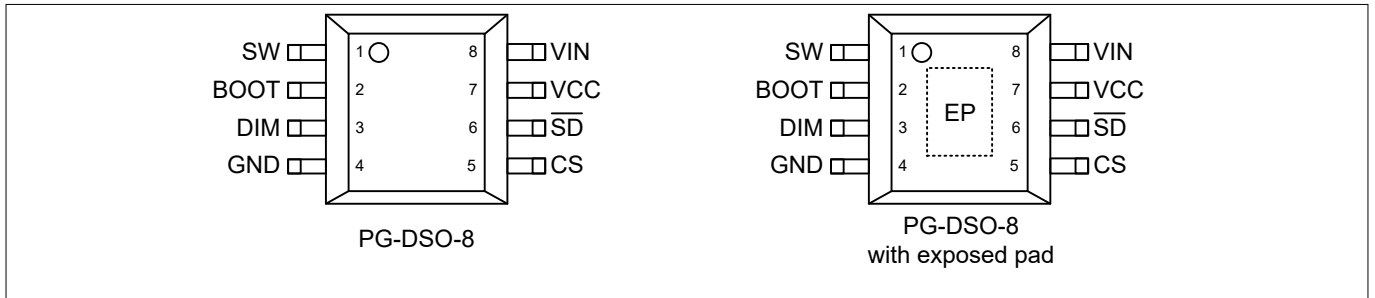 SW 1 8 VIN
BOOT 2 7 VCC
DIM 3 6 SD
GND 4 5 CS
PG-DSO-8
SW 1 8 VIN
BOOT 2 7 VCC
EP
DIM 3 6 SD
GND 4 5 CS
PG-DSO-8
with exposed pad